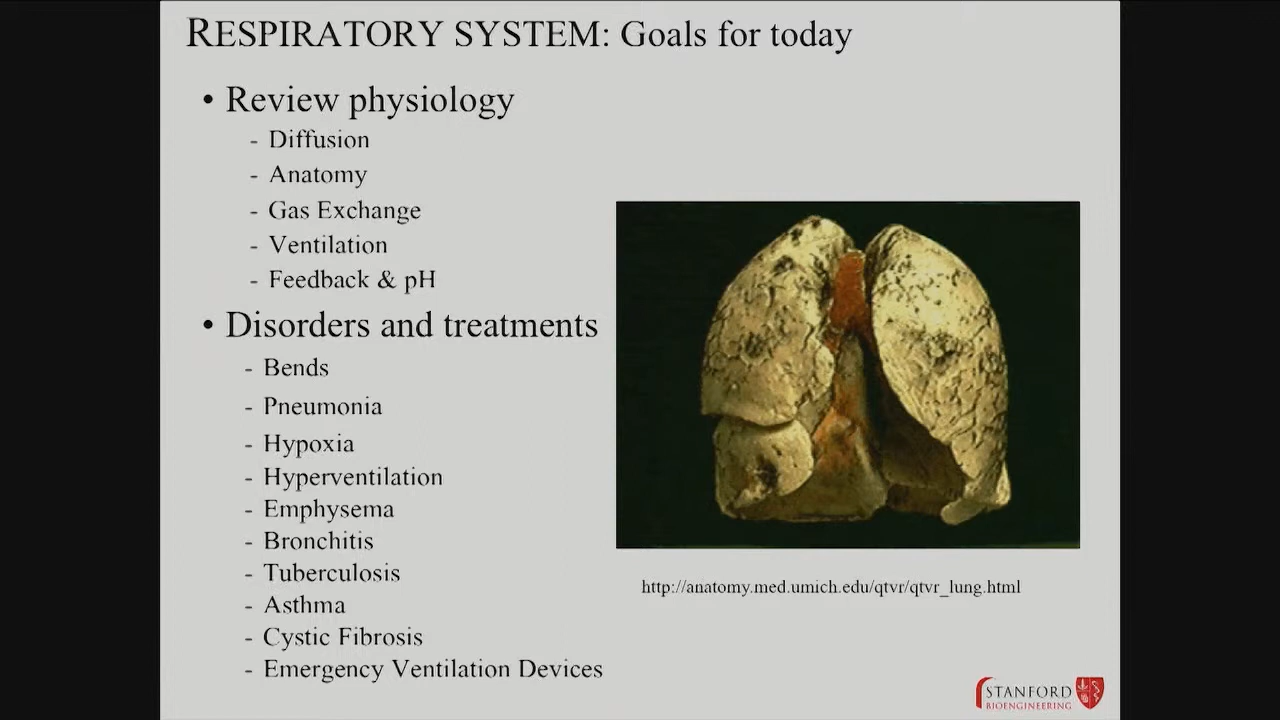 RESPIRATORY SYSTEM: Goals for today
• Review physiology
- Diffusion
- Anatomy
- Gas Exchange
- Ventilation
- Feedback & pH
• Disorders and treatments
- Bends
- Pneumonia
- Hypoxia
- Hyperventilation
- Emphysema
- Bronchitis
- Tuberculosis
- Asthma
- Cystic Fibrosis
- Emergency Ventilation Devices
http://anatomy.med.umich.edu/qtvr/qtvr_lung.html
STANFORD
BIOENGINEERING